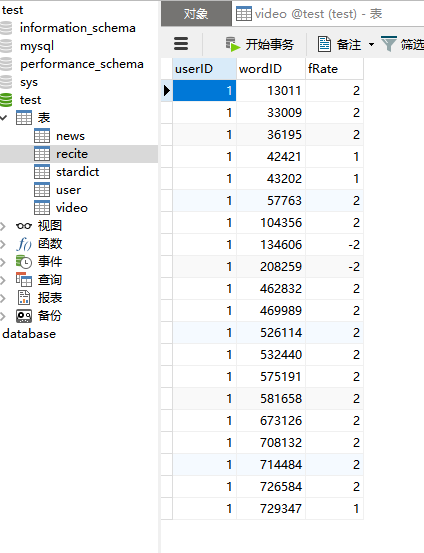 test
information_schema
mysql
performance_schema
sys
test
表
news
recite
stardict
user
video
视图
函数
事件
查询
报表
备份
database
对象
video @test (test) - 表
开始事务
备注
筛选
userID wordID fRate
1 13011 2
1 33009 2
1 36195 2
1 42421 1
1 43202 1
1 57763 2
1 104356 2
1 134606 -2
1 208259 -2
1 462832 2
1 469989 2
1 526114 2
1 532440 2
1 575191 2
1 581658 2
1 673126 2
1 708132 2
1 714484 2
1 726584 2
1 729347 1